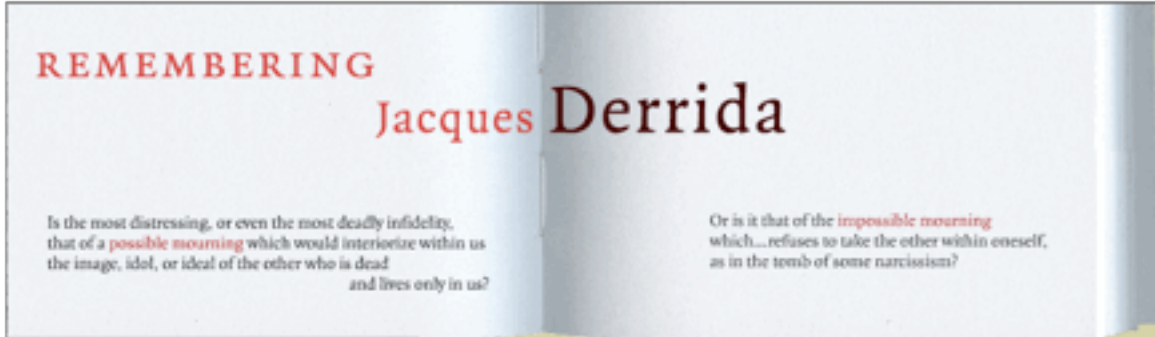 REMEMBERING
Jacques Derrida
Is the most distressing, or even the most deadly infidelity,
that of a possible mourning which would interiorize within us
the image, idol, or ideal of the other who is dead
and lives only in us?
Or is it that of the impossible mourning
which...refuses to take the other within oneself,
as in the tomb of some narcissism?